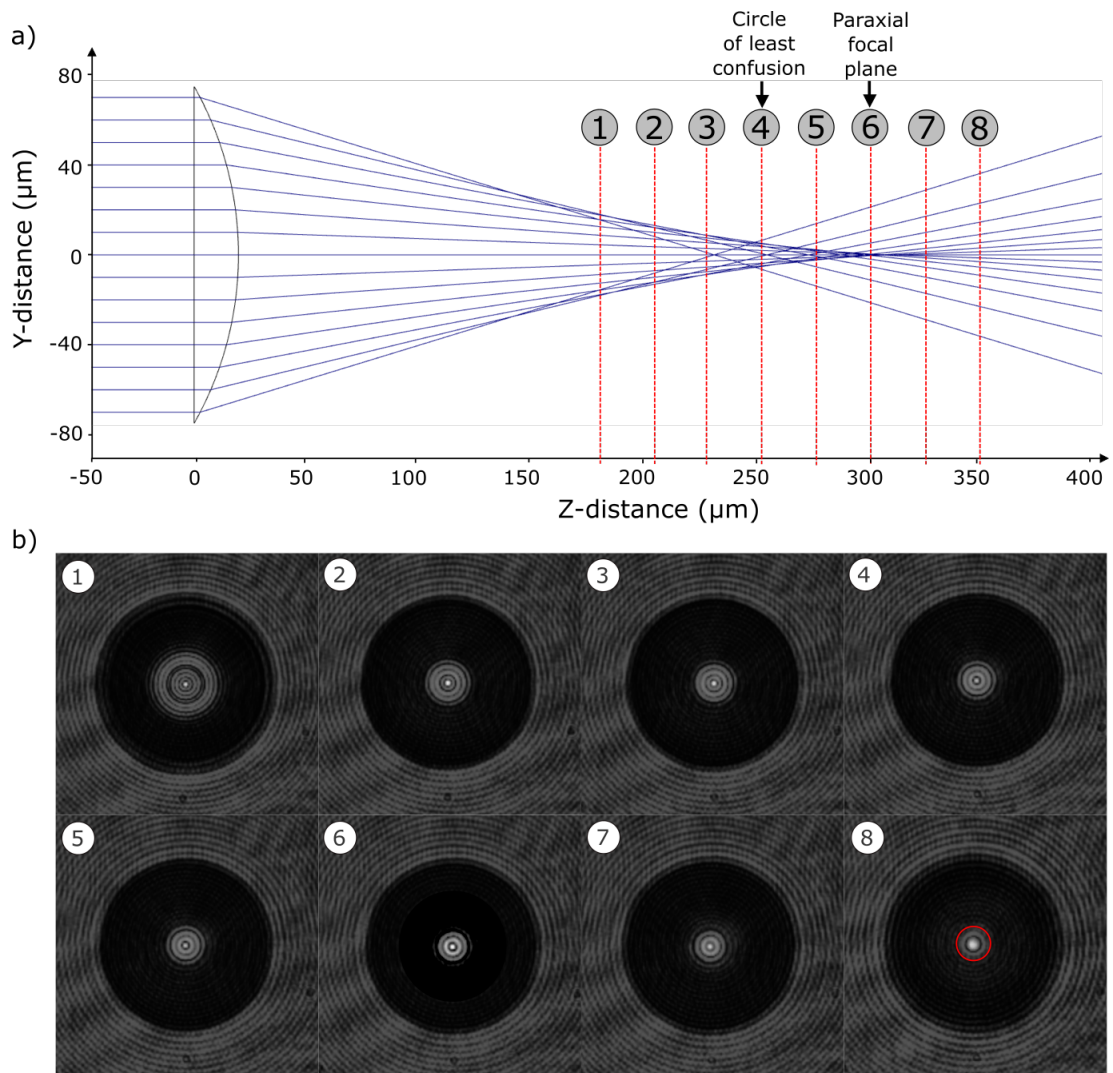 a)
Circle
of least
confusion
Paraxial
focal
plane
1 2 3 4 5 6 7 8
80
40
0
-40
-80
Y-distance (μm)
-50 0 50 100 150 200 250 300 350 400
Z-distance (μm)
b)
1 2 3 4
5 6 7 8